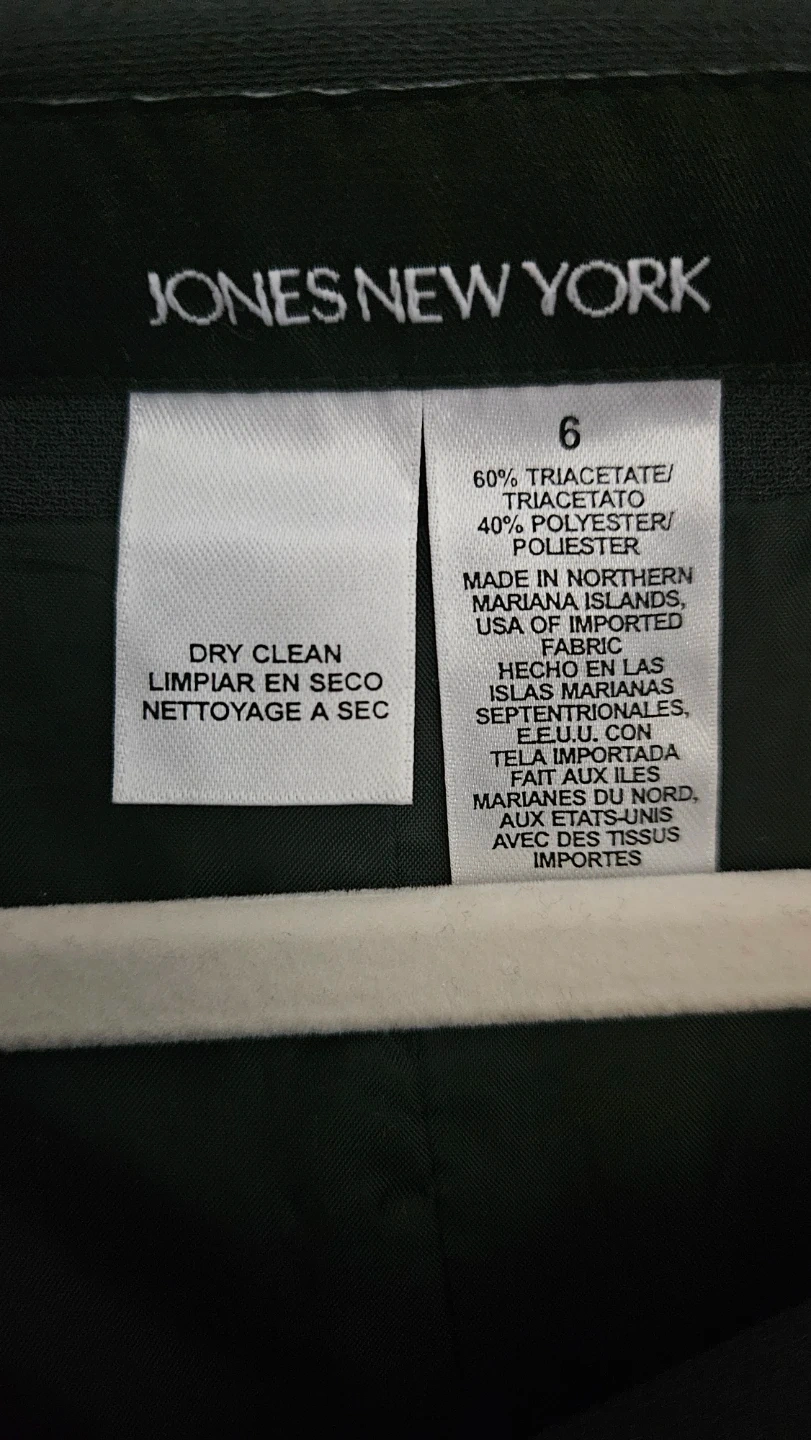 JONES NEW YORK
DRY CLEAN
LIMPIAR EN SECO
NETTOYAGE A SEC
6
60% TRIACETATE/
TRIACETATO
40% POLYESTER/
POLIESTER
MADE IN NORTHERN
MARIANA ISLANDS,
USA OF IMPORTED
FABRIC
HECHO EN LAS
ISLAS MARIANAS
SEPTENTRIONALES,
E.E.U.U. CON
TELA IMPORTADA
FAIT AUX ILES
MARIANES DU NORD,
AUX ETATS-UNIS
AVEC DES TISSUS
IMPORTES